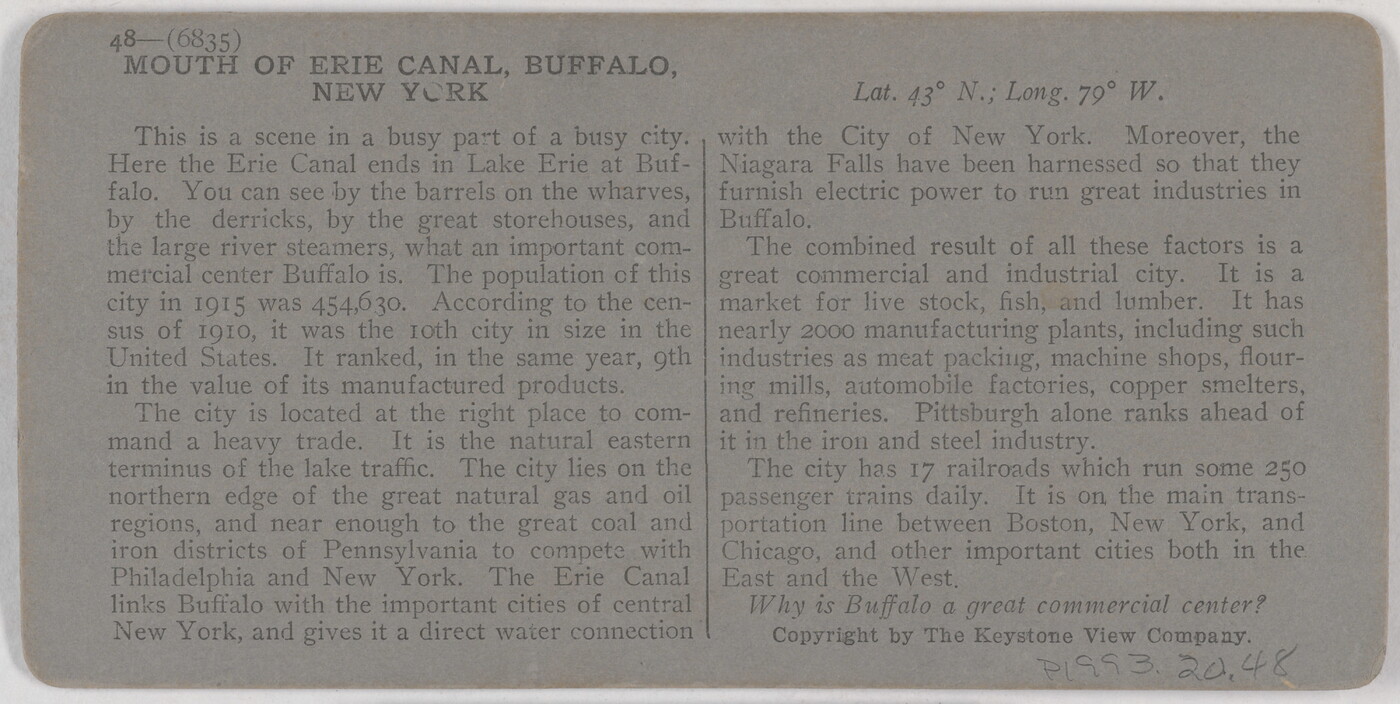 48—(6835)
MOUTH OF ERIE CANAL, BUFFALO,
NEW YORK
This is a scene in a busy part of a busy city.
Here the Erie Canal ends in Lake Erie at Buf-
falo. You can see by the barrels on the wharves,
by the derricks, by the great storehouses, and
the large river steamers, what an important com-
mercial center Buffalo is. The population of this
city in 1915 was 454,630. According to the cen-
sus of 1910, it was the 10th city in size in the
United States. It ranked, in the same year, 9th
in the value of its manufactured products.
The city is located at the right place to com-
mand a heavy trade. It is the natural eastern
terminus of the lake traffic. The city lies on the
northern edge of the great natural gas and oil
regions, and near enough to the great coal and
iron districts of Pennsylvania to compete with
Philadelphia and New York. The Erie Canal
links Buffalo with the important cities of central
New York, and gives it a direct water connection
Lat. 43° N.; Long. 79° W.
with the City of New York. Moreover, the
Niagara Falls have been harnessed so that they
furnish electric power to run great industries in
Buffalo.
The combined result of all these factors is a
great commercial and industrial city. It is a
market for live stock, fish, and lumber. It has
nearly 2000 manufacturing plants, including such
industries as meat packing, machine shops, flour-
ing mills, automobile factories, copper smelters,
and refineries. Pittsburgh alone ranks ahead of
it in the iron and steel industry.
The city has 17 railroads which run some 250
passenger trains daily. It is on the main trans-
portation line between Boston, New York, and
Chicago, and other important cities both in the
East and the West.
Why is Buffalo a great commercial center?
Copyright by The Keystone View Company.
P1993.20.48